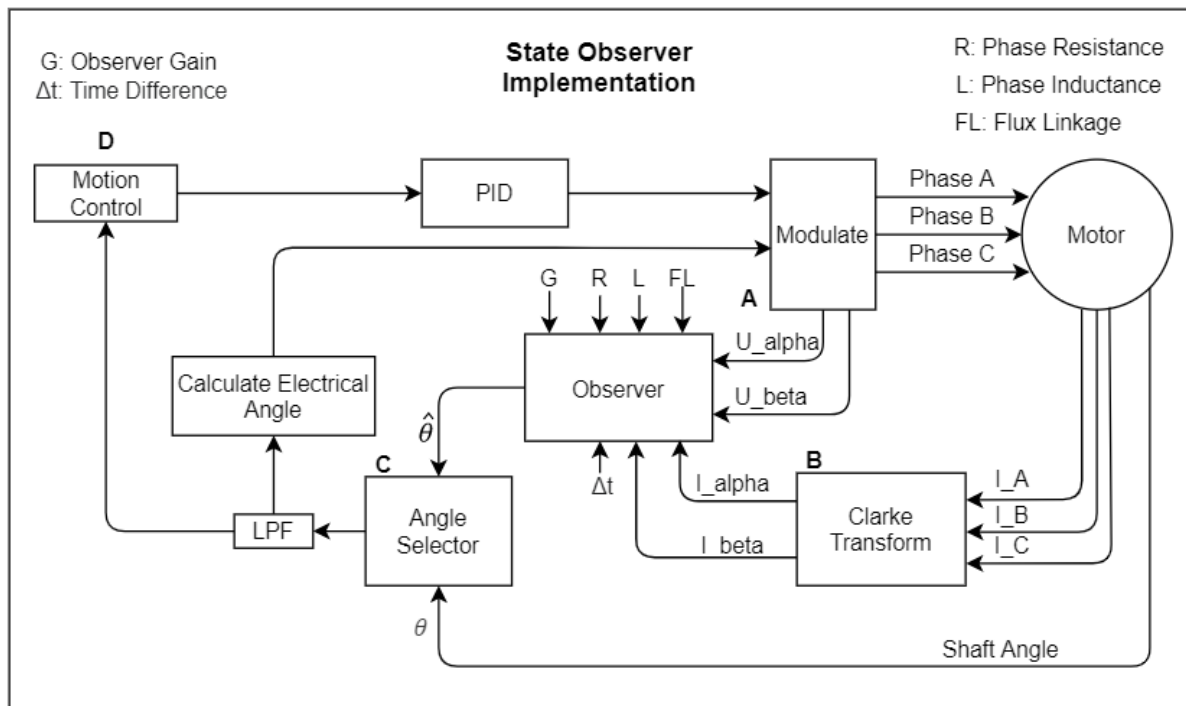 State Observer
Implementation
G: Observer Gain
Δt: Time Difference
R: Phase Resistance
L: Phase Inductance
FL: Flux Linkage
D
Motion
Control
PID
Modulate
Phase A
Phase B
Phase C
Motor
A
G
R
L
FL
U_alpha
U_beta
Observer
Calculate Electrical
Angle
θ̂
Δt
C
Angle
Selector
LPF
I_alpha
I_beta
B
Clarke
Transform
I_A
I_B
I_C
θ
Shaft Angle